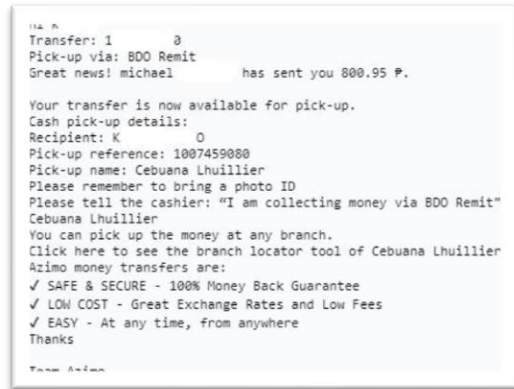 Transfer: 1 0
Pick-up via: BDO Remit
Great news! michael has sent you 800.95 ₱.
Your transfer is now available for pick-up.
Cash pick-up details:
Recipient: K O
Pick-up reference: 1007459080
Pick-up name: Cebuana Lhuillier
Please remember to bring a photo ID
Please tell the cashier: “I am collecting money via BDO Remit”
Cebuana Lhuillier
You can pick up the money at any branch.
Click here to see the branch locator tool of Cebuana Lhuillier
Azimo money transfers are:
✓ SAFE & SECURE - 100% Money Back Guarantee
✓ LOW COST - Great Exchange Rates and Low Fees
✓ EASY - At any time, from anywhere
Thanks
Team Azimo